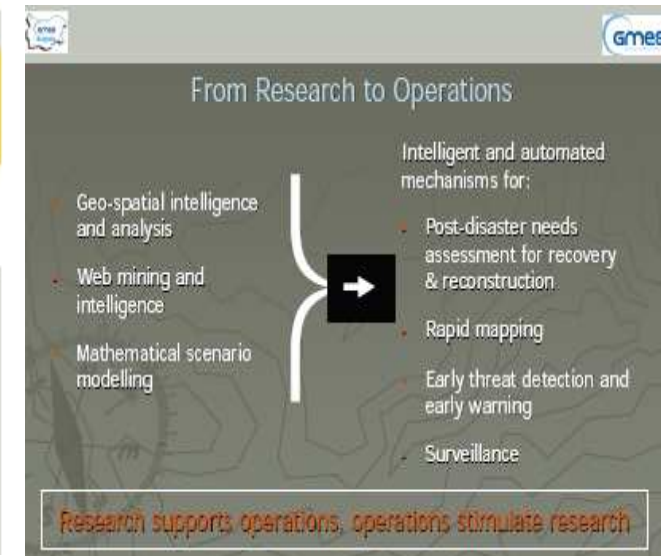 GMES
From Research to Operations
Geo-spatial intelligence
and analysis
Web mining and
intelligence
Mathematical scenario
modelling
Intelligent and automated
mechanisms for:
Post-disaster needs
assessment for recovery
& reconstruction
Rapid mapping
Early threat detection and
early warning
Surveillance
Research supports operations, operations stimulate research